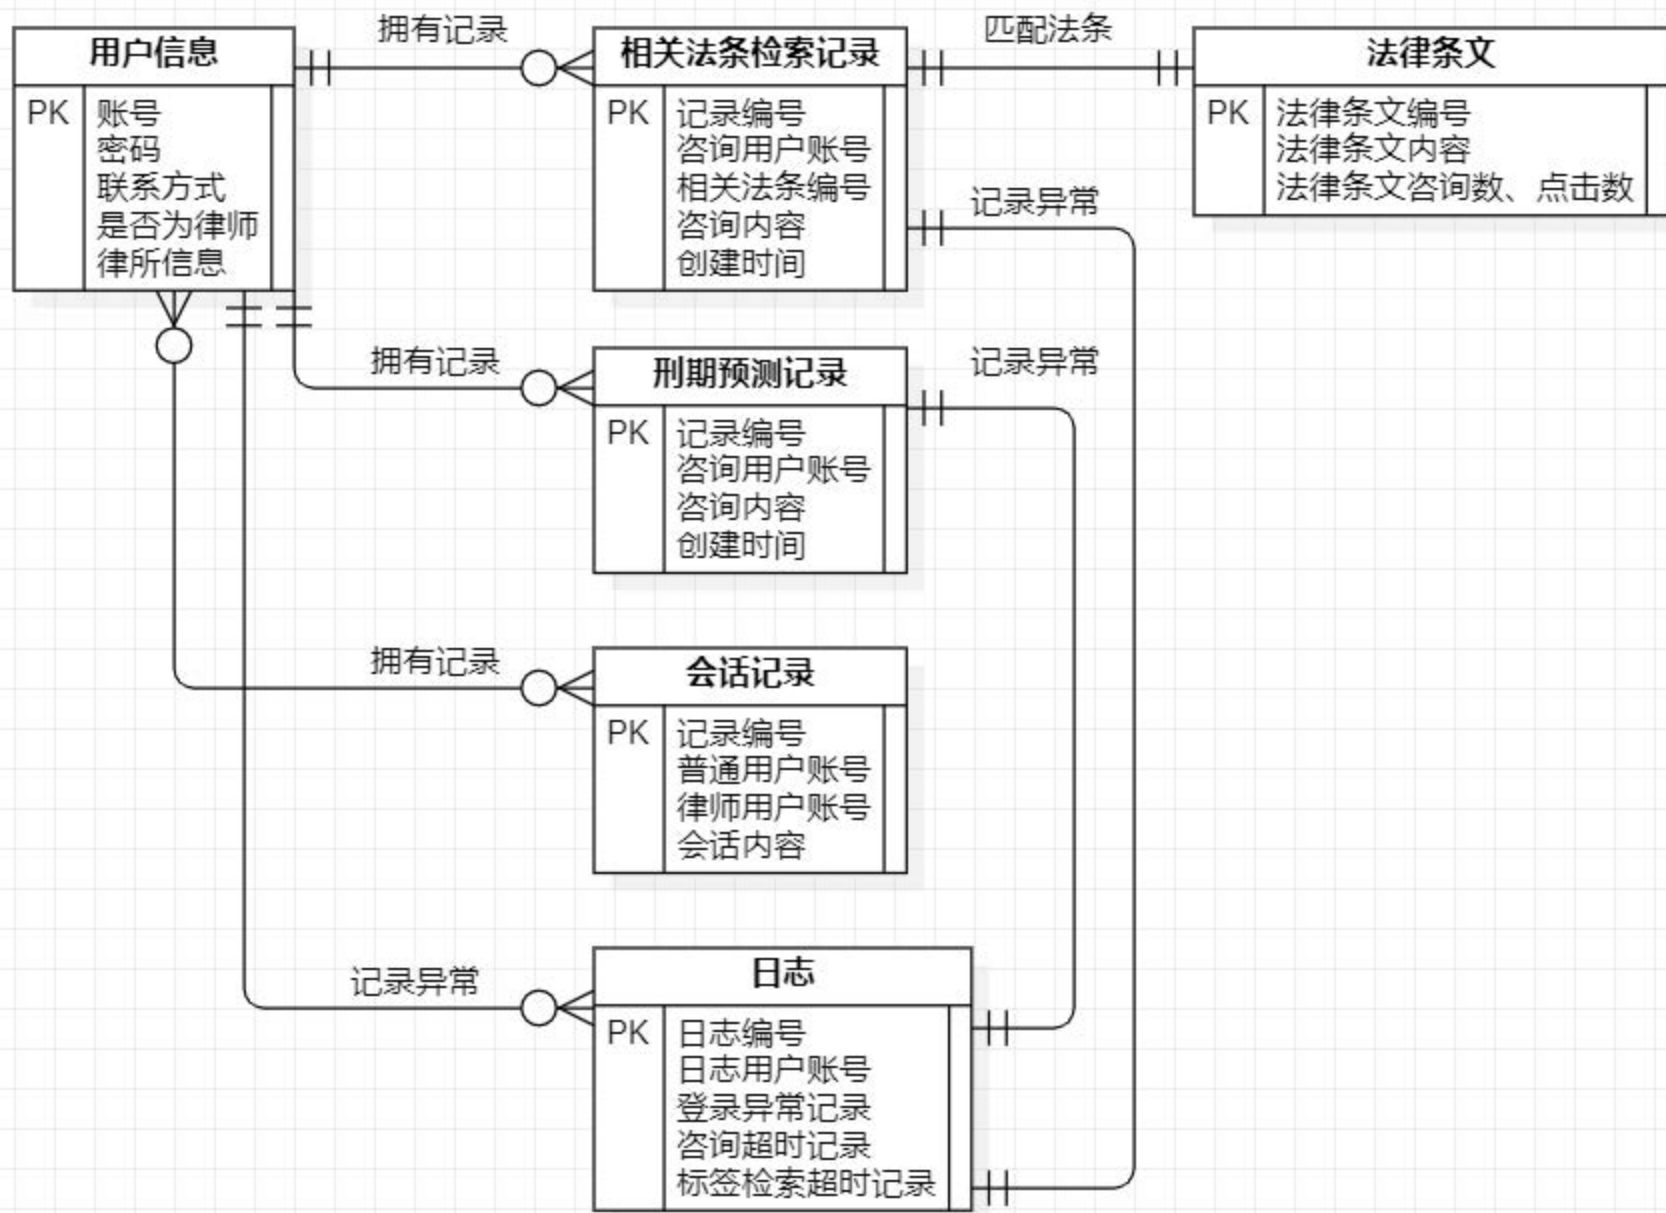 用户信息
PK
账号
密码
联系方式
是否为律师
律所信息
拥有记录
相关法条检索记录
PK
记录编号
咨询用户账号
相关法条编号
咨询内容
创建时间
匹配法条
法律条文
PK
法律条文编号
法律条文内容
法律条文咨询数、点击数
记录异常
拥有记录
刑期预测记录
PK
记录编号
咨询用户账号
咨询内容
创建时间
记录异常
拥有记录
会话记录
PK
记录编号
普通用户账号
律师用户账号
会话内容
记录异常
日志
PK
日志编号
日志用户账号
登录异常记录
咨询超时记录
标签检索超时记录